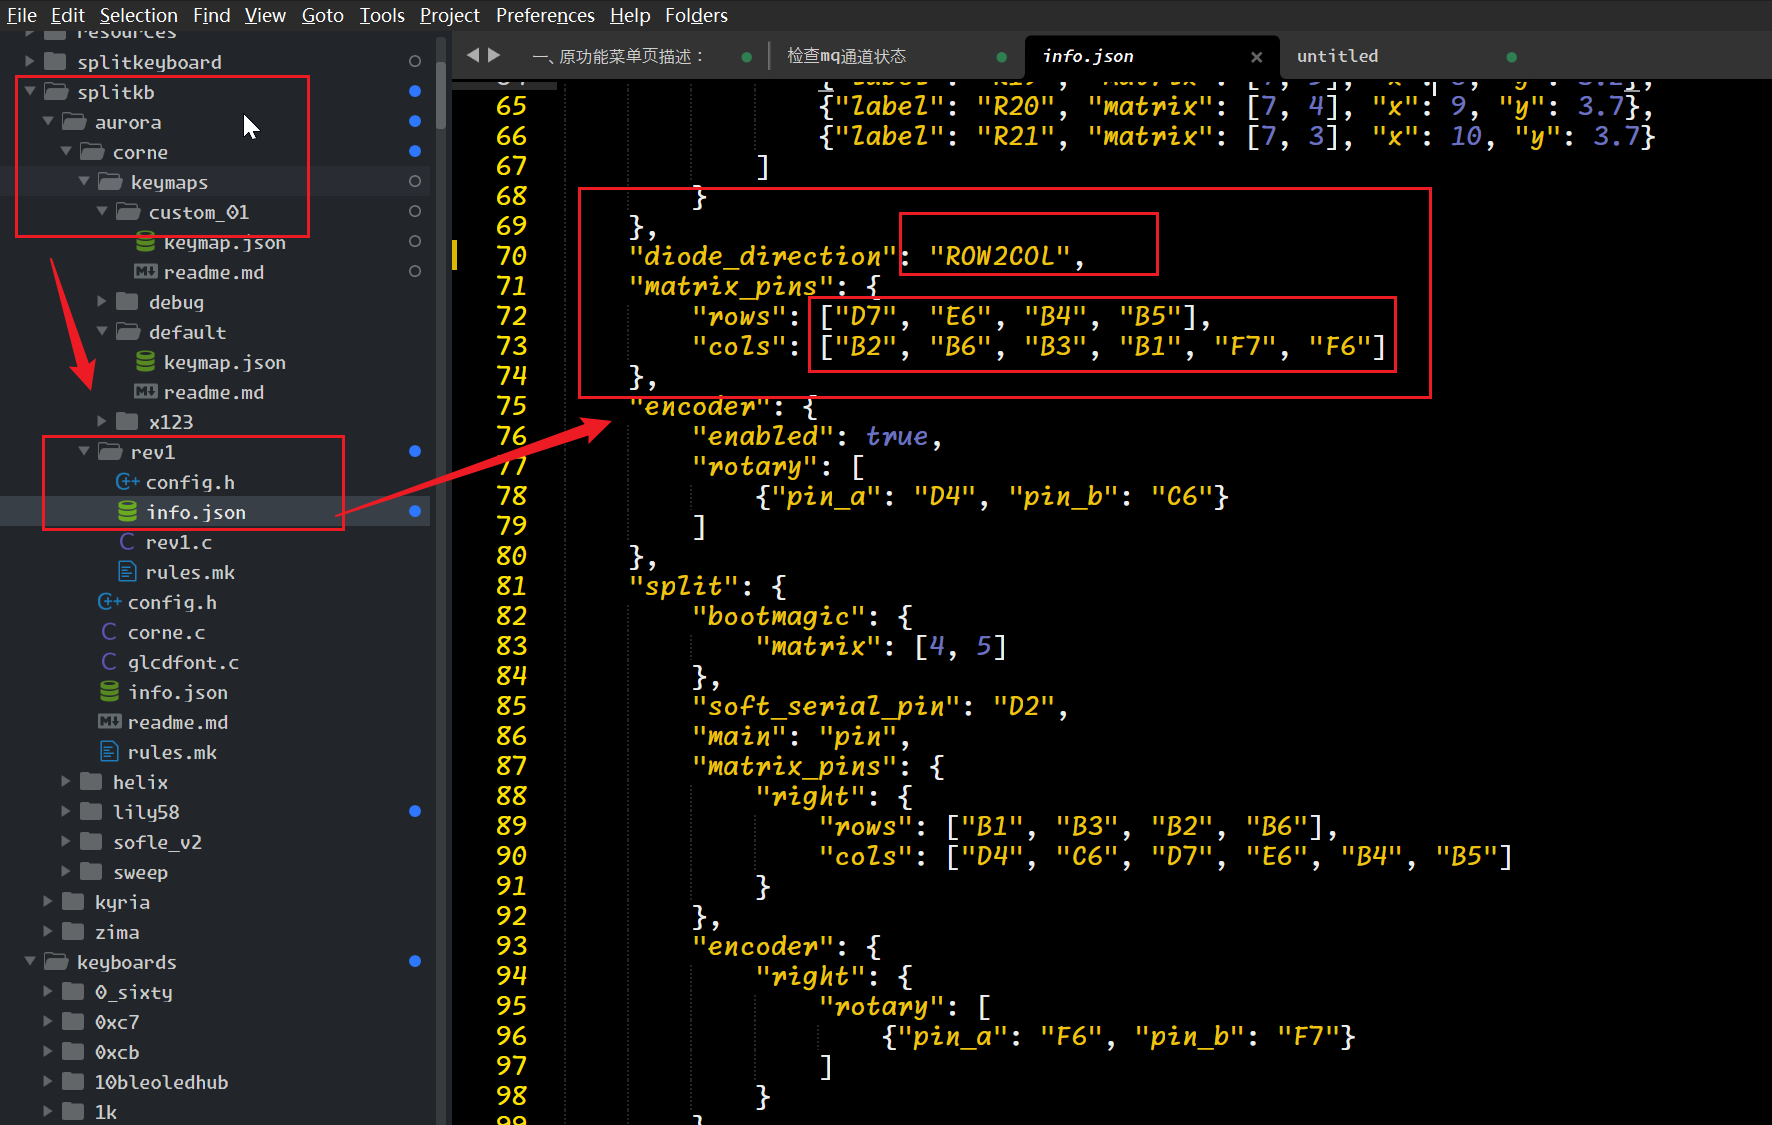 File Edit Selection Find View Goto Tools Project Preferences Help Folders
resources
splitkeyboard
splitkb
aurora
corne
keymaps
custom_01
keymap.json
readme.md
debug
default
keymap.json
readme.md
x123
rev1
config.h
info.json
rev1.c
rules.mk
config.h
corne.c
glcdfont.c
info.json
readme.md
rules.mk
helix
lily58
sofle_v2
sweep
kyria
zima
keyboards
0_sixty
0xc7
0xcb
10bleoledhub
1k
一、原功能菜单页描述：
检查mq通道状态
info.json
untitled
65 {"label": "R20", "matrix": [7, 4], "x": 9, "y": 3.7},
66 {"label": "R21", "matrix": [7, 3], "x": 10, "y": 3.7}
67 ]
68 }
69 },
70 "diode_direction": "ROW2COL",
71 "matrix_pins": {
72 "rows": ["D7", "E6", "B4", "B5"],
73 "cols": ["B2", "B6", "B3", "B1", "F7", "F6"]
74 },
75 "encoder": {
76 "enabled": true,
77 "rotary": [
78 {"pin_a": "D4", "pin_b": "C6"}
79 ]
80 },
81 "split": {
82 "bootmagic": {
83 "matrix": [4, 5]
84 },
85 "soft_serial_pin": "D2",
86 "main": "pin",
87 "matrix_pins": {
88 "right": {
89 "rows": ["B1", "B3", "B2", "B6"],
90 "cols": ["D4", "C6", "D7", "E6", "B4", "B5"]
91 }
92 },
93 "encoder": {
94 "right": {
95 "rotary": [
96 {"pin_a": "F6", "pin_b": "F7"}
97 ]
98 }